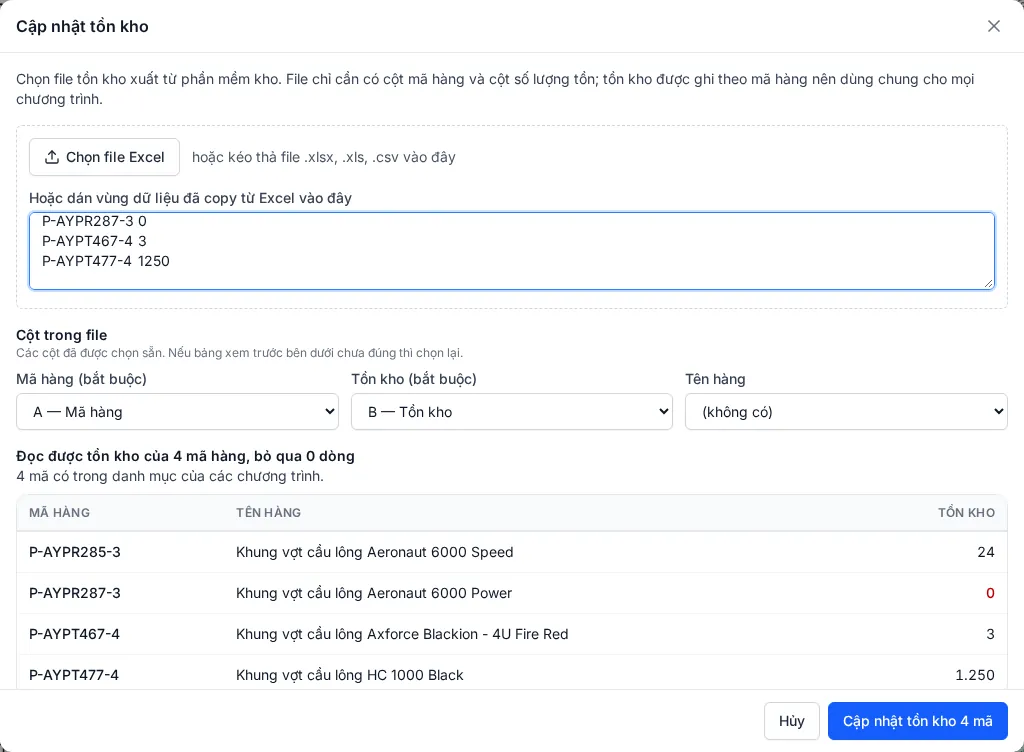 Cập nhật tồn kho
Chọn file tồn kho xuất từ phần mềm kho. File chỉ cần có cột mã hàng và cột số lượng tồn; tồn kho được ghi theo mã hàng nên dùng chung cho mọi
chương trình.
Chọn file Excel
hoặc kéo thả file .xlsx, .xls, .csv vào đây
Hoặc dán vùng dữ liệu đã copy từ Excel vào đây
P-AYPR287-3 0
P-AYPT467-4 3
P-AYPT477-4 1250
Cột trong file
Các cột đã được chọn sẵn. Nếu bảng xem trước bên dưới chưa đúng thì chọn lại.
Mã hàng (bắt buộc) Tồn kho (bắt buộc) Tên hàng
A — Mã hàng B — Tồn kho (không có)
Đọc được tồn kho của 4 mã hàng, bỏ qua 0 dòng
4 mã có trong danh mục của các chương trình.
MÃ HÀNG TÊN HÀNG TỒN KHO
P-AYPR285-3 Khung vợt cầu lông Aeronaut 6000 Speed 24
P-AYPR287-3 Khung vợt cầu lông Aeronaut 6000 Power 0
P-AYPT467-4 Khung vợt cầu lông Axforce Blackion - 4U Fire Red 3
P-AYPT477-4 Khung vợt cầu lông HC 1000 Black 1.250
Hủy Cập nhật tồn kho 4 mã